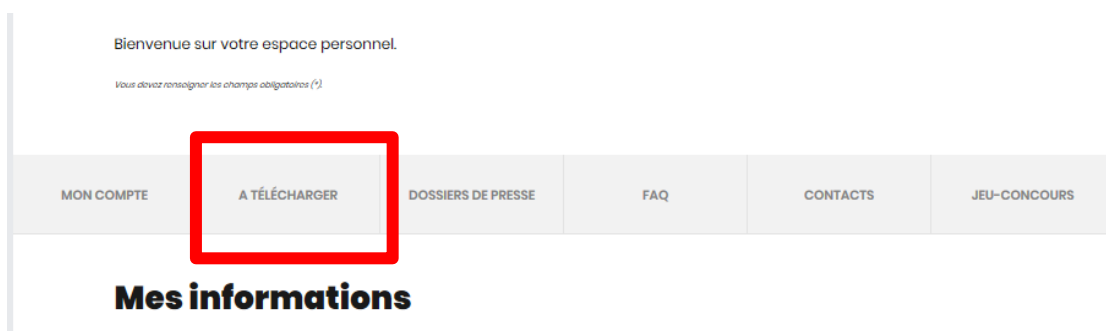 Bienvenue sur votre espace personnel.
Vous devez renseigner les champs obligatoires (*).
MON COMPTE A TÉLÉCHARGER DOSSIERS DE PRESSE FAQ CONTACTS JEU-CONCOURS
Mes informations